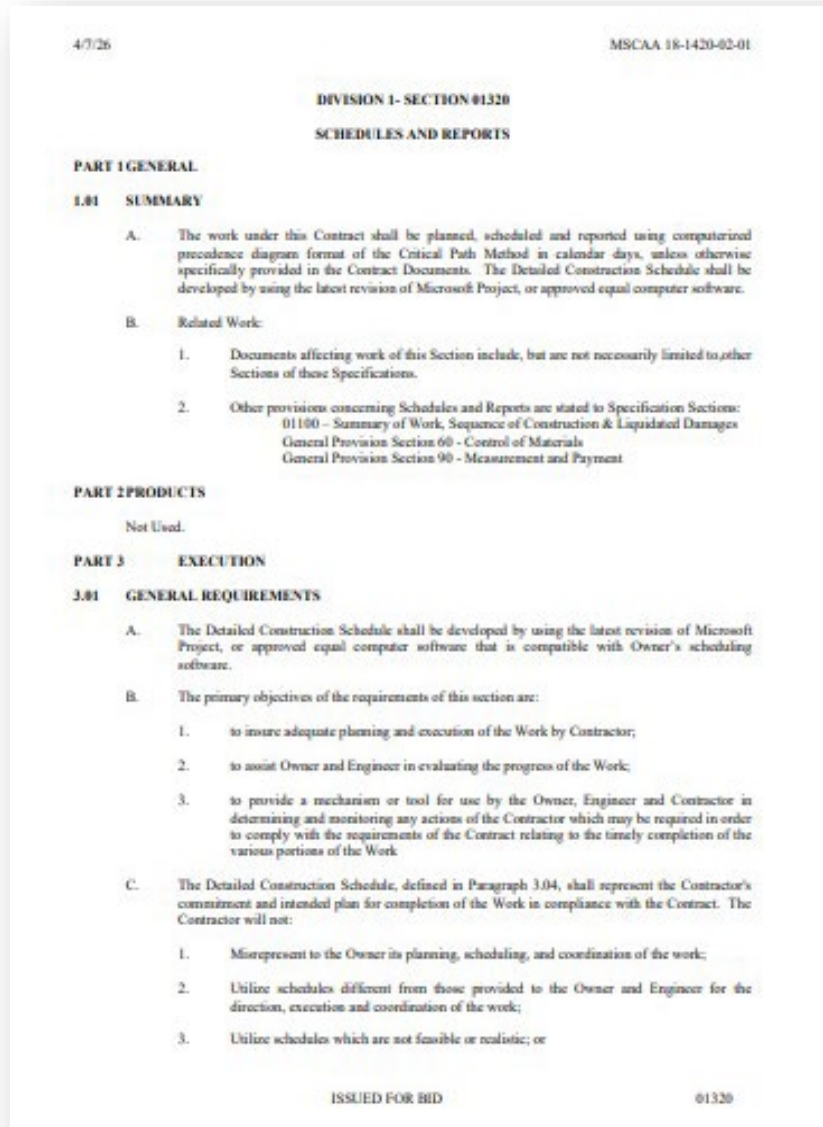 4/7/26 MSCAA 18-1420-02-01
DIVISION 1- SECTION 01320
SCHEDULES AND REPORTS
PART 1 GENERAL
1.01 SUMMARY
A. The work under this Contract shall be planned, scheduled and reported using computerized
precedence diagram format of the Critical Path Method in calendar days, unless otherwise
specifically provided in the Contract Documents. The Detailed Construction Schedule shall be
developed by using the latest revision of Microsoft Project, or approved equal computer software.
B. Related Work:
1. Documents affecting work of this Section include, but are not necessarily limited to,other
Sections of these Specifications.
2. Other provisions concerning Schedules and Reports are stated to Specification Sections:
01100 – Summary of Work, Sequence of Construction & Liquidated Damages
General Provision Section 60 - Control of Materials
General Provision Section 90 - Measurement and Payment
PART 2 PRODUCTS
Not Used.
PART 3 EXECUTION
3.01 GENERAL REQUIREMENTS
A. The Detailed Construction Schedule shall be developed by using the latest revision of Microsoft
Project, or approved equal computer software that is compatible with Owner's scheduling
software.
B. The primary objectives of the requirements of this section are:
1. to insure adequate planning and execution of the Work by Contractor;
2. to assist Owner and Engineer in evaluating the progress of the Work;
3. to provide a mechanism or tool for use by the Owner, Engineer and Contractor in
determining and monitoring any actions of the Contractor which may be required in order
to comply with the requirements of the Contract relating to the timely completion of the
various portions of the Work
C. The Detailed Construction Schedule, defined in Paragraph 3.04, shall represent the Contractor's
commitment and intended plan for completion of the Work in compliance with the Contract. The
Contractor will not:
1. Misrepresent to the Owner its planning, scheduling, and coordination of the work;
2. Utilize schedules different from those provided to the Owner and Engineer for the
direction, execution and coordination of the work;
3. Utilize schedules which are not feasible or realistic; or
ISSUED FOR BID 01320